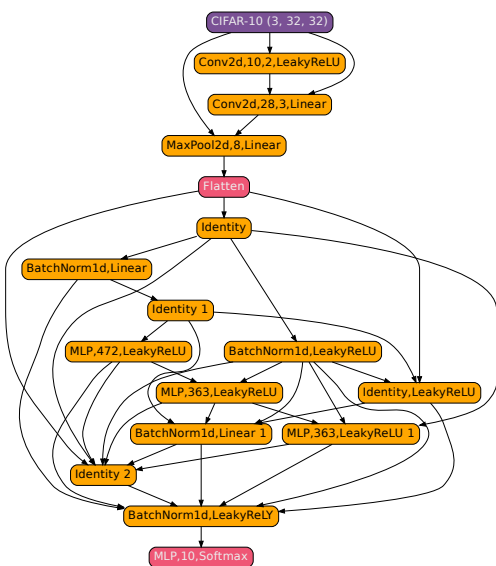 CIFAR-10 (3, 32, 32)
Conv2d,10,2,LeakyReLU
Conv2d,28,3,Linear
MaxPool2d,8,Linear
Flatten
Identity
BatchNorm1d,Linear
Identity 1
MLP,472,LeakyReLU
BatchNorm1d,LeakyReLU
MLP,363,LeakyReLU
Identity,LeakyReLU
BatchNorm1d,Linear 1
MLP,363,LeakyReLU 1
Identity 2
BatchNorm1d,LeakyReLY
MLP,10,Softmax